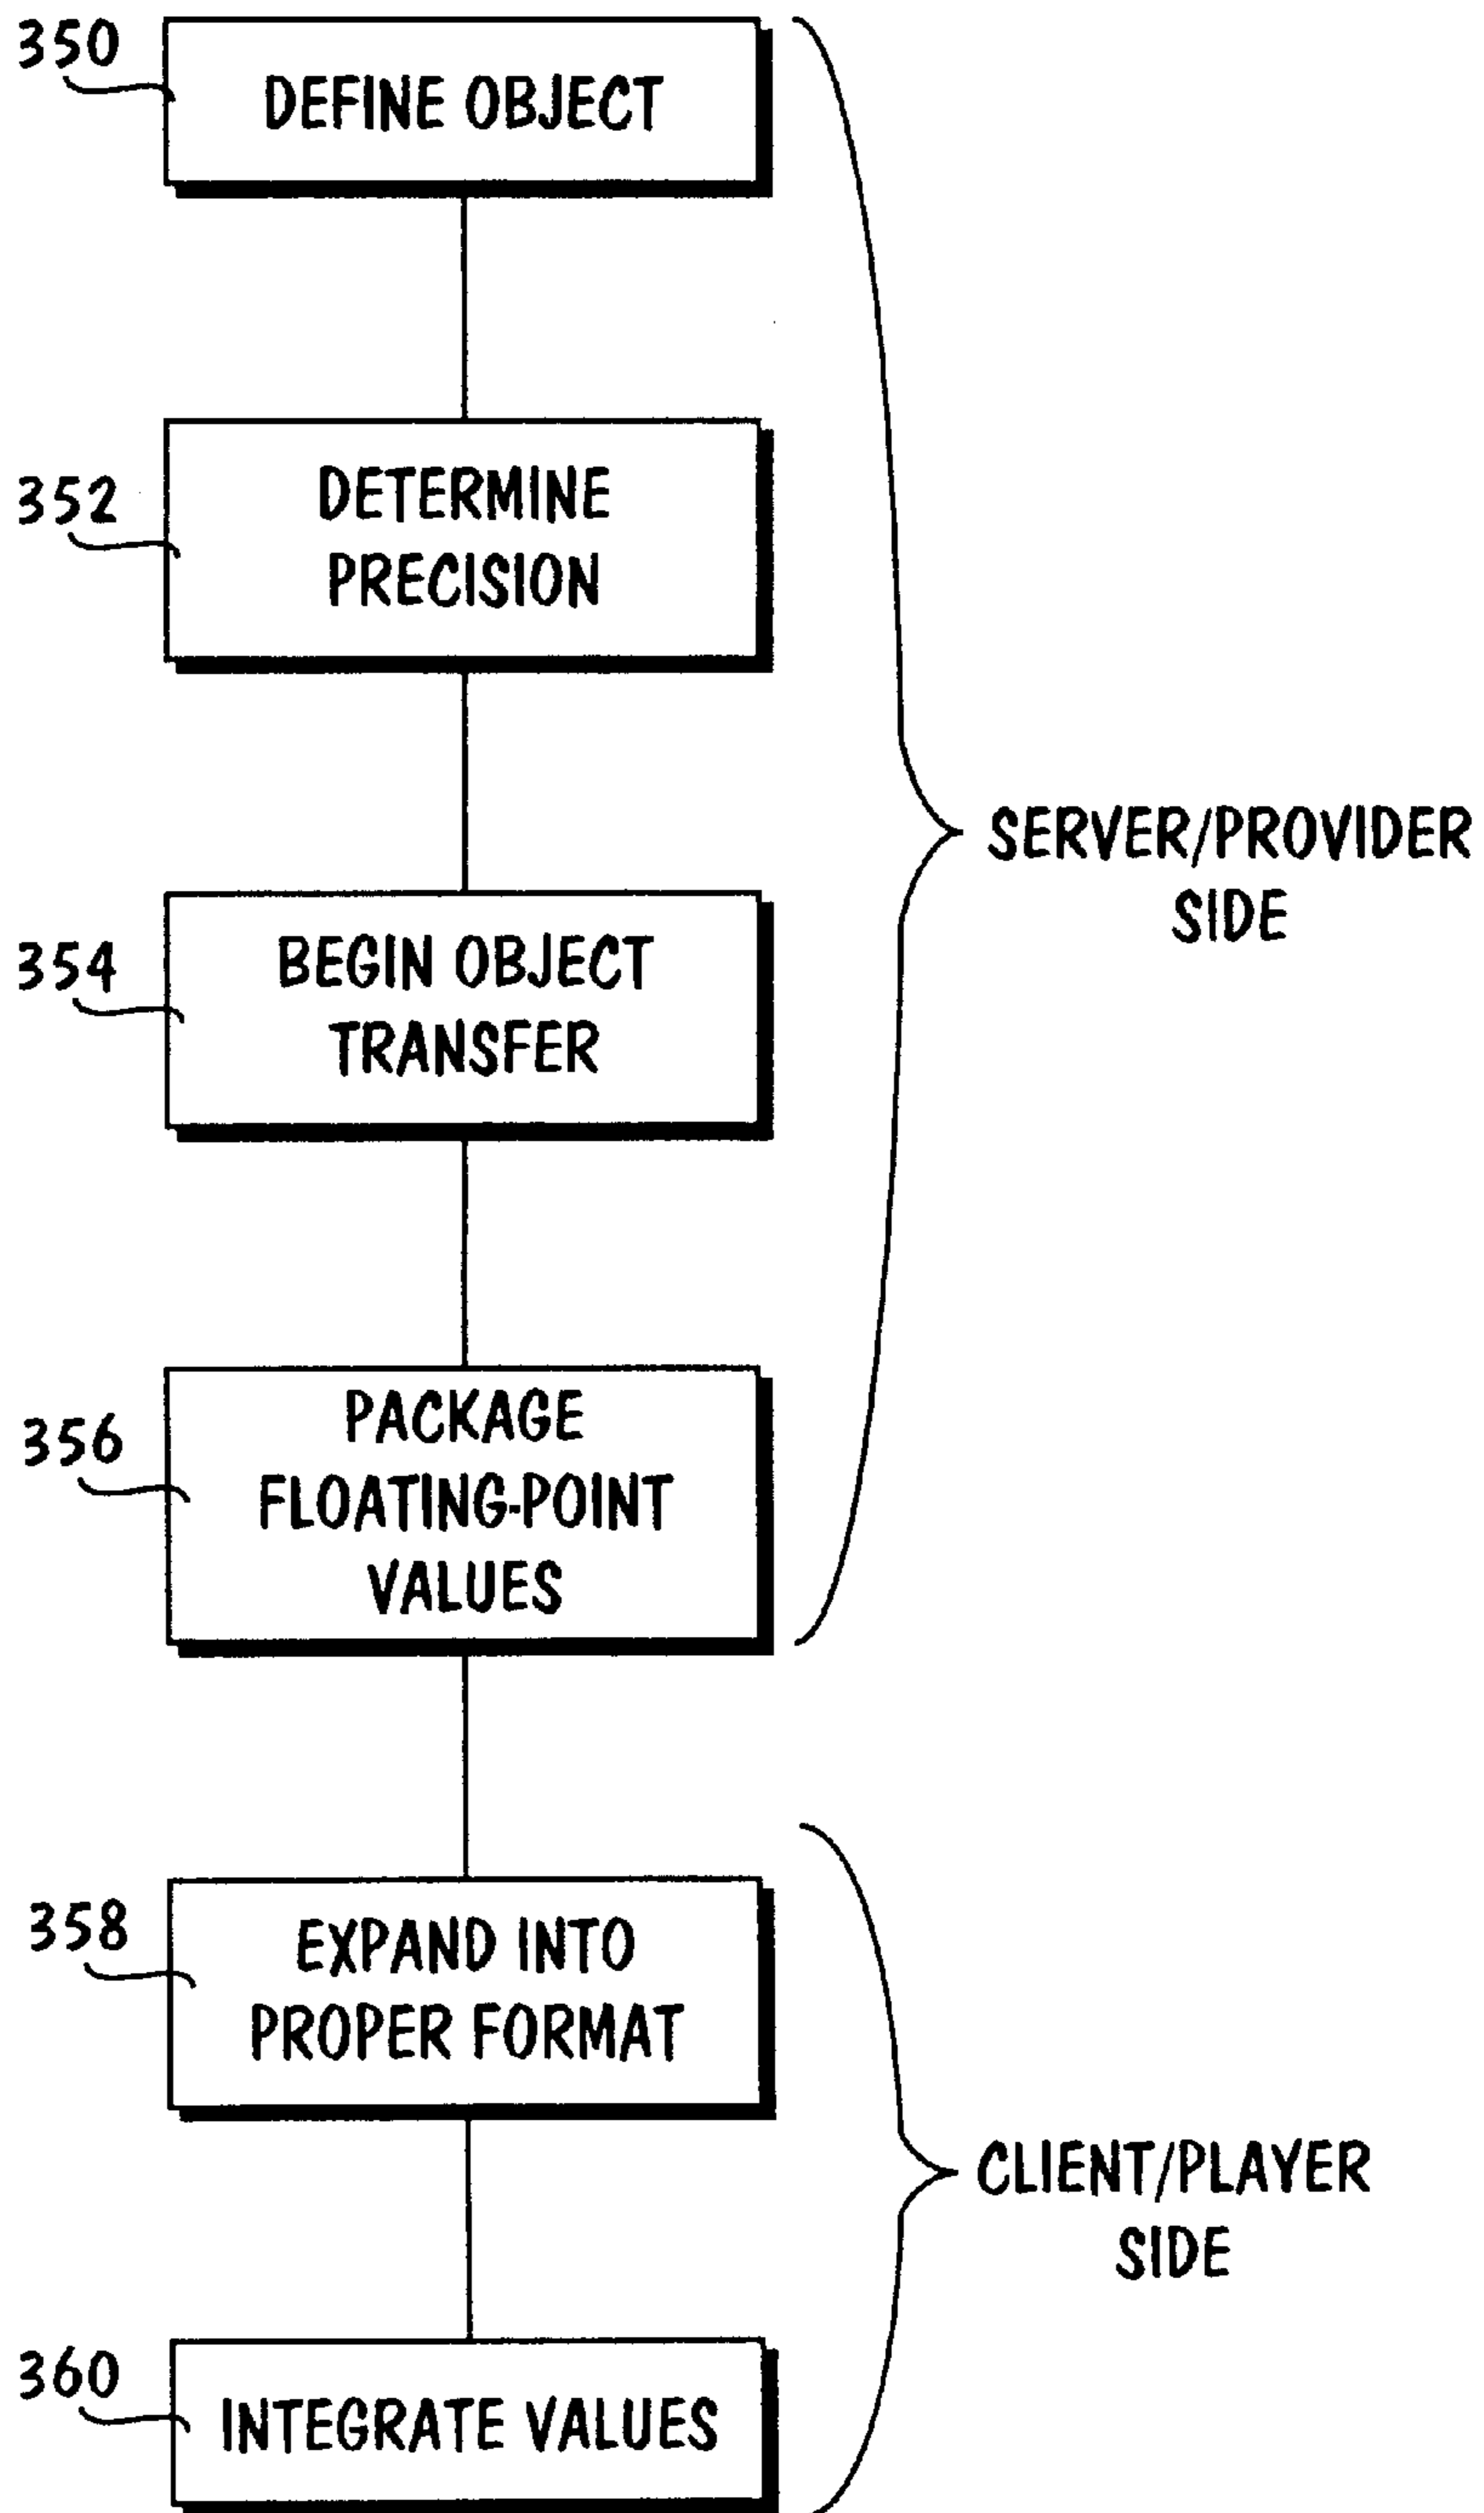 350
DEFINE OBJECT
352
DETERMINE
PRECISION
SERVER/PROVIDER
SIDE
354
BEGIN OBJECT
TRANSFER
356
PACKAGE
FLOATING-POINT
VALUES
358
EXPAND INTO
PROPER FORMAT
CLIENT/PLAYER
SIDE
360
INTEGRATE VALUES